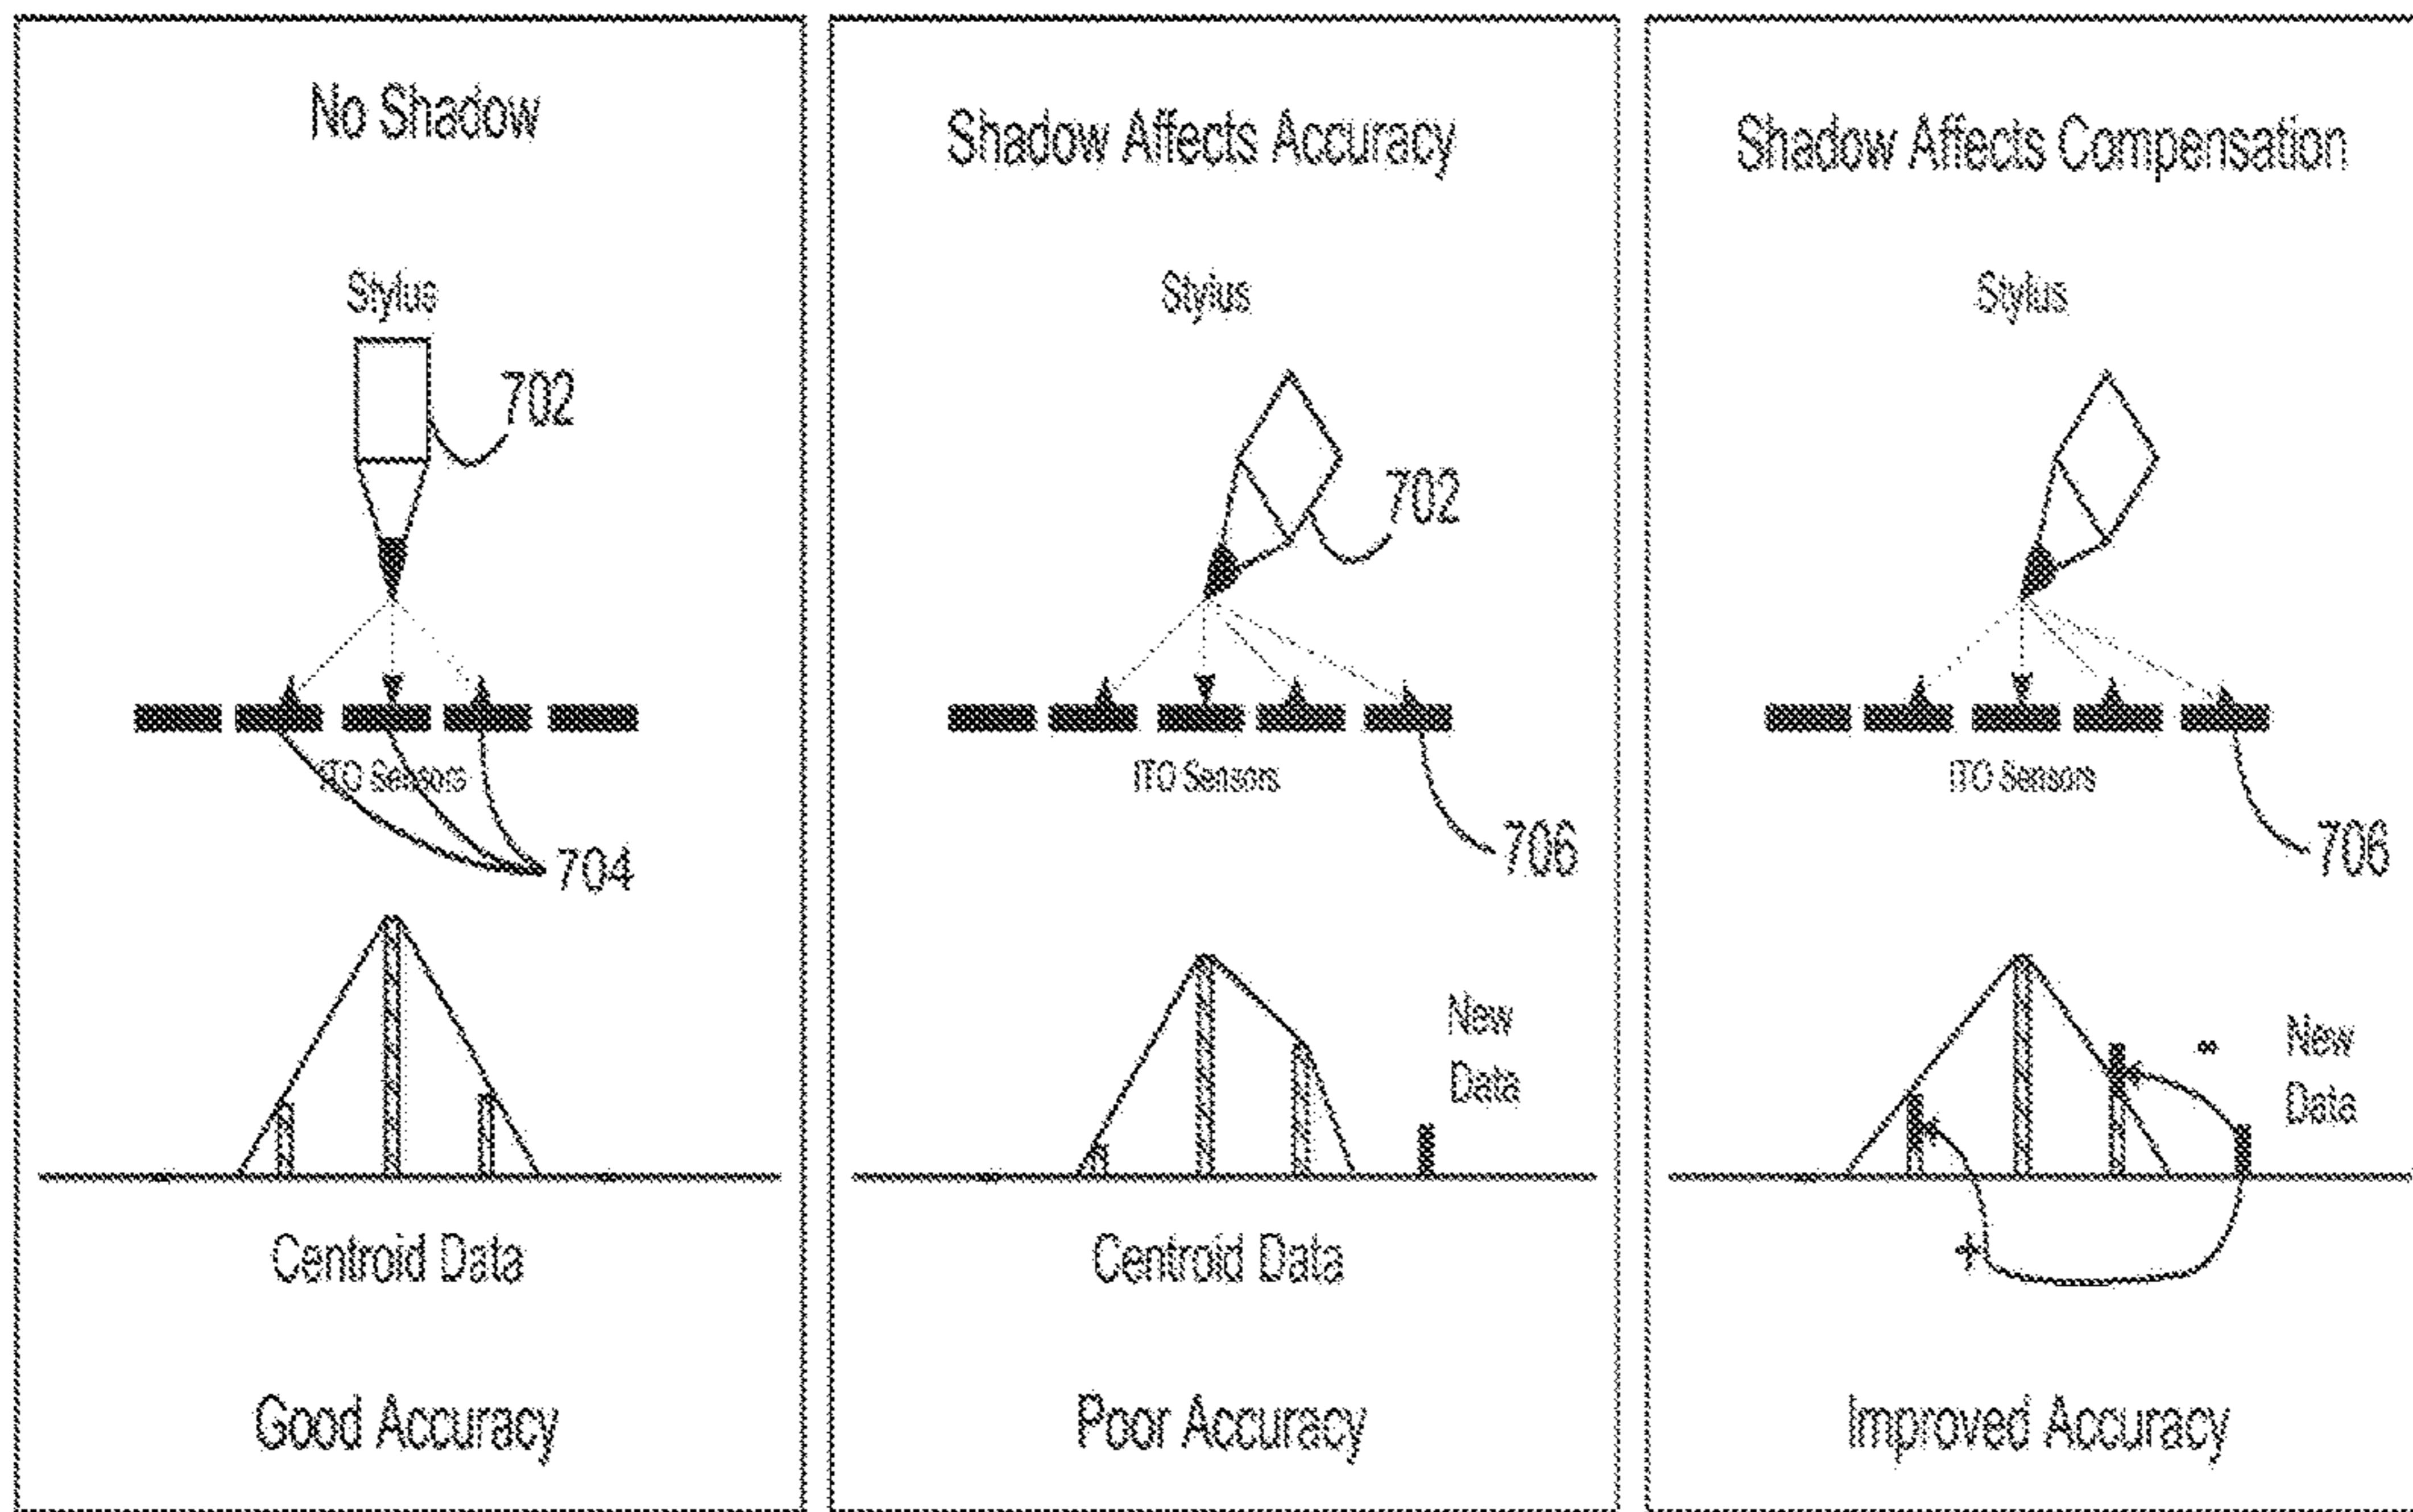 No Shadow
Stylus
702
ITO Sensors
704
Centroid Data
Good Accuracy
Shadow Affects Accuracy
Stylus
702
ITO Sensors
706
New
Data
Centroid Data
Poor Accuracy
Shadow Affects Compensation
Stylus
ITO Sensors
706
-
New
Data
+
Improved Accuracy